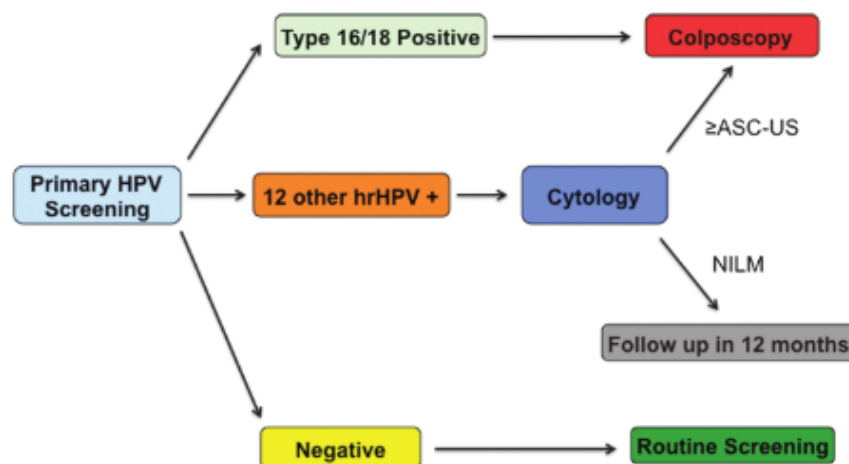 Type 16/18 Positive
Colposcopy
≥ASC-US
Primary HPV
Screening
12 other hrHPV +
Cytology
NILM
Follow up in 12 months
Negative
Routine Screening